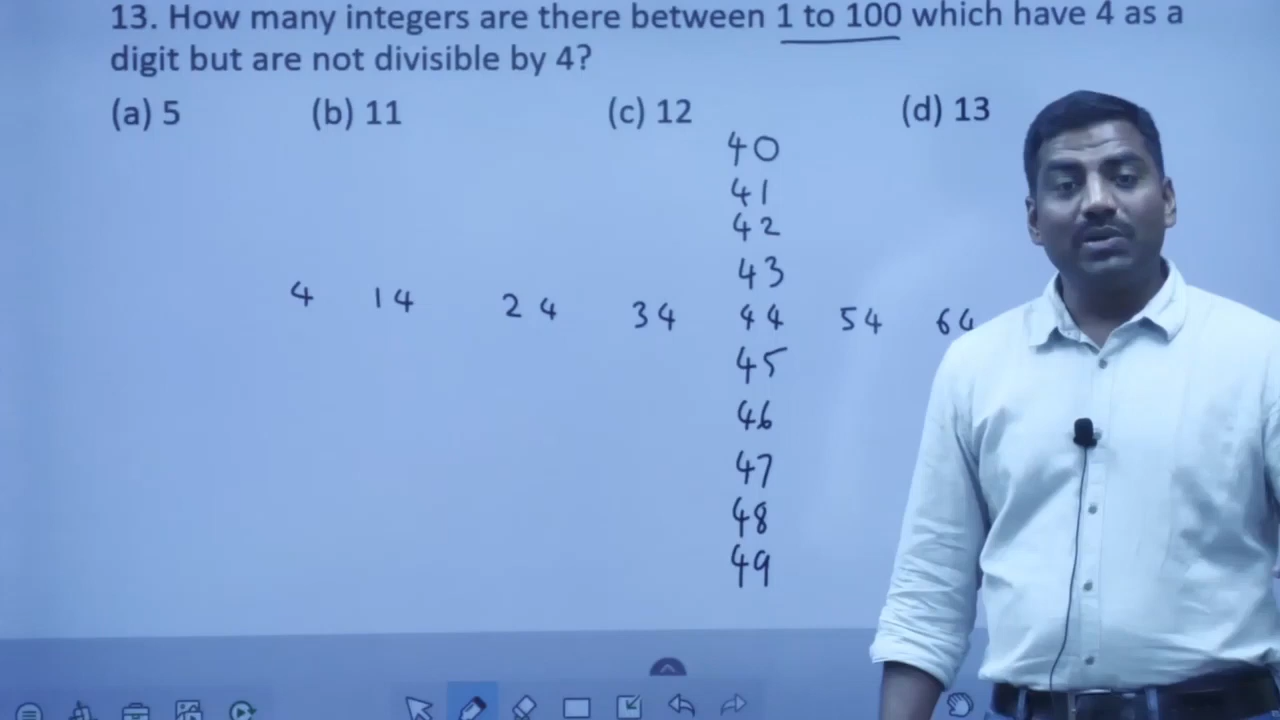 13. How many integers are there between 1 to 100 which have 4 as a
digit but are not divisible by 4?
(a) 5 (b) 11 (c) 12 (d) 13
40
41
42
43
4 14 24 34 44 54 64
45
46
47
48
49